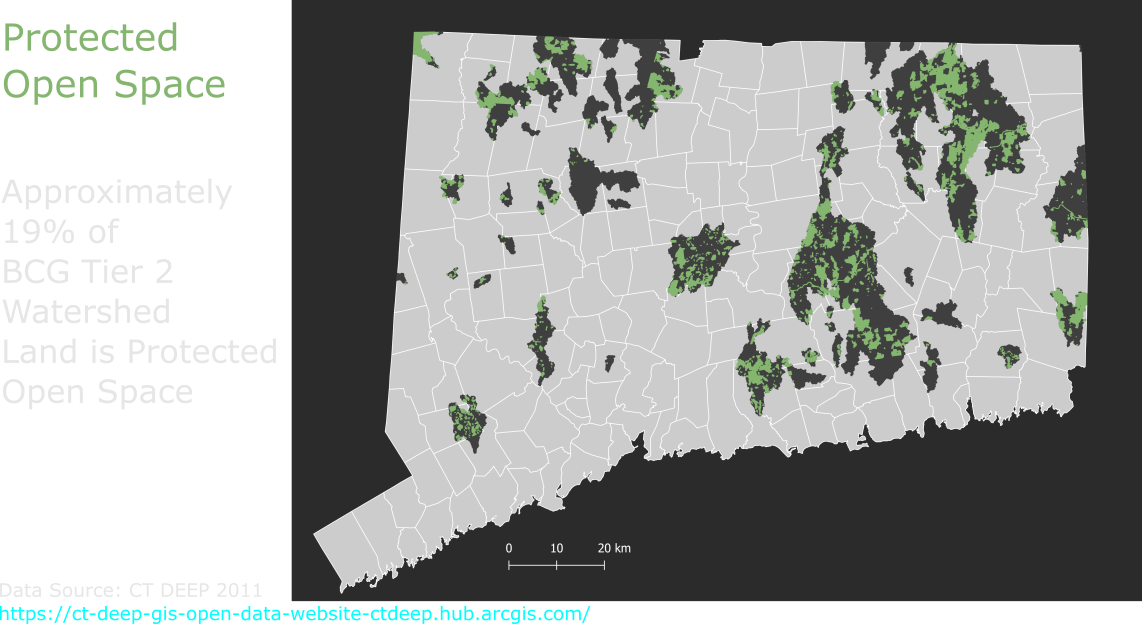 Protected
Open Space
Approximately
19% of
BCG Tier 2
Watershed
Land is Protected
Open Space
0 10 20 km
Data Source: CT DEEP 2011
https://ct-deep-gis-open-data-website-ctdeep.hub.arcgis.com/